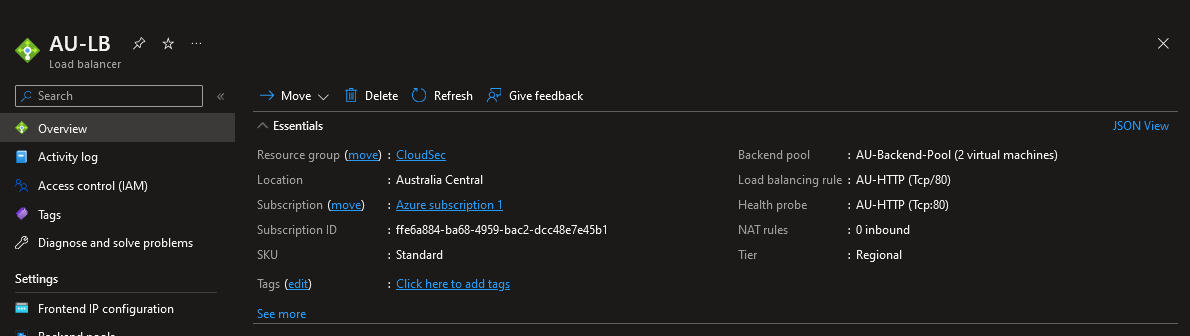 AU-LB
Load balancer
Search
«
Move
Delete
Refresh
Give feedback
Overview
Activity log
Access control (IAM)
Tags
Diagnose and solve problems
Settings
Frontend IP configuration
Backend pools
Essentials
JSON View
Resource group (move) : CloudSec
Location : Australia Central
Subscription (move) : Azure subscription 1
Subscription ID : ffe6a884-ba68-4959-bac2-dcc48e7e45b1
SKU : Standard
Tags (edit) : Click here to add tags
See more
Backend pool : AU-Backend-Pool (2 virtual machines)
Load balancing rule : AU-HTTP (Tcp/80)
Health probe : AU-HTTP (Tcp:80)
NAT rules : 0 inbound
Tier : Regional